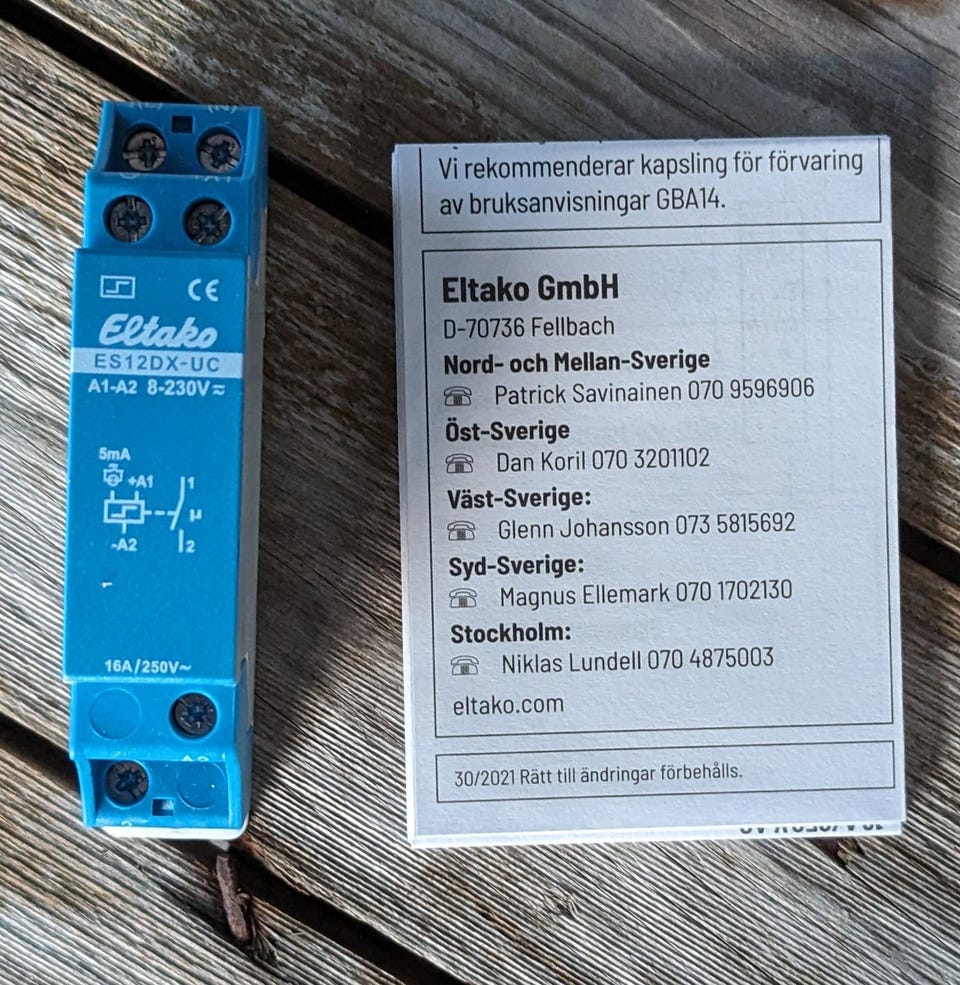 (L) (N)
A1
CE
Eltako
ES12DX-UC
A1-A2 8-230V≂
5mA
+A1 1
µ
-A2 2
16A/250V~
A2
2
Vi rekommenderar kapsling för förvaring
av bruksanvisningar GBA14.
Eltako GmbH
D-70736 Fellbach
Nord- och Mellan-Sverige
☏ Patrick Savinainen 070 9596906
Öst-Sverige
☏ Dan Koril 070 3201102
Väst-Sverige:
☏ Glenn Johansson 073 5815692
Syd-Sverige:
☏ Magnus Ellemark 070 1702130
Stockholm:
☏ Niklas Lundell 070 4875003
eltako.com
30/2021 Rätt till ändringar förbehålls.